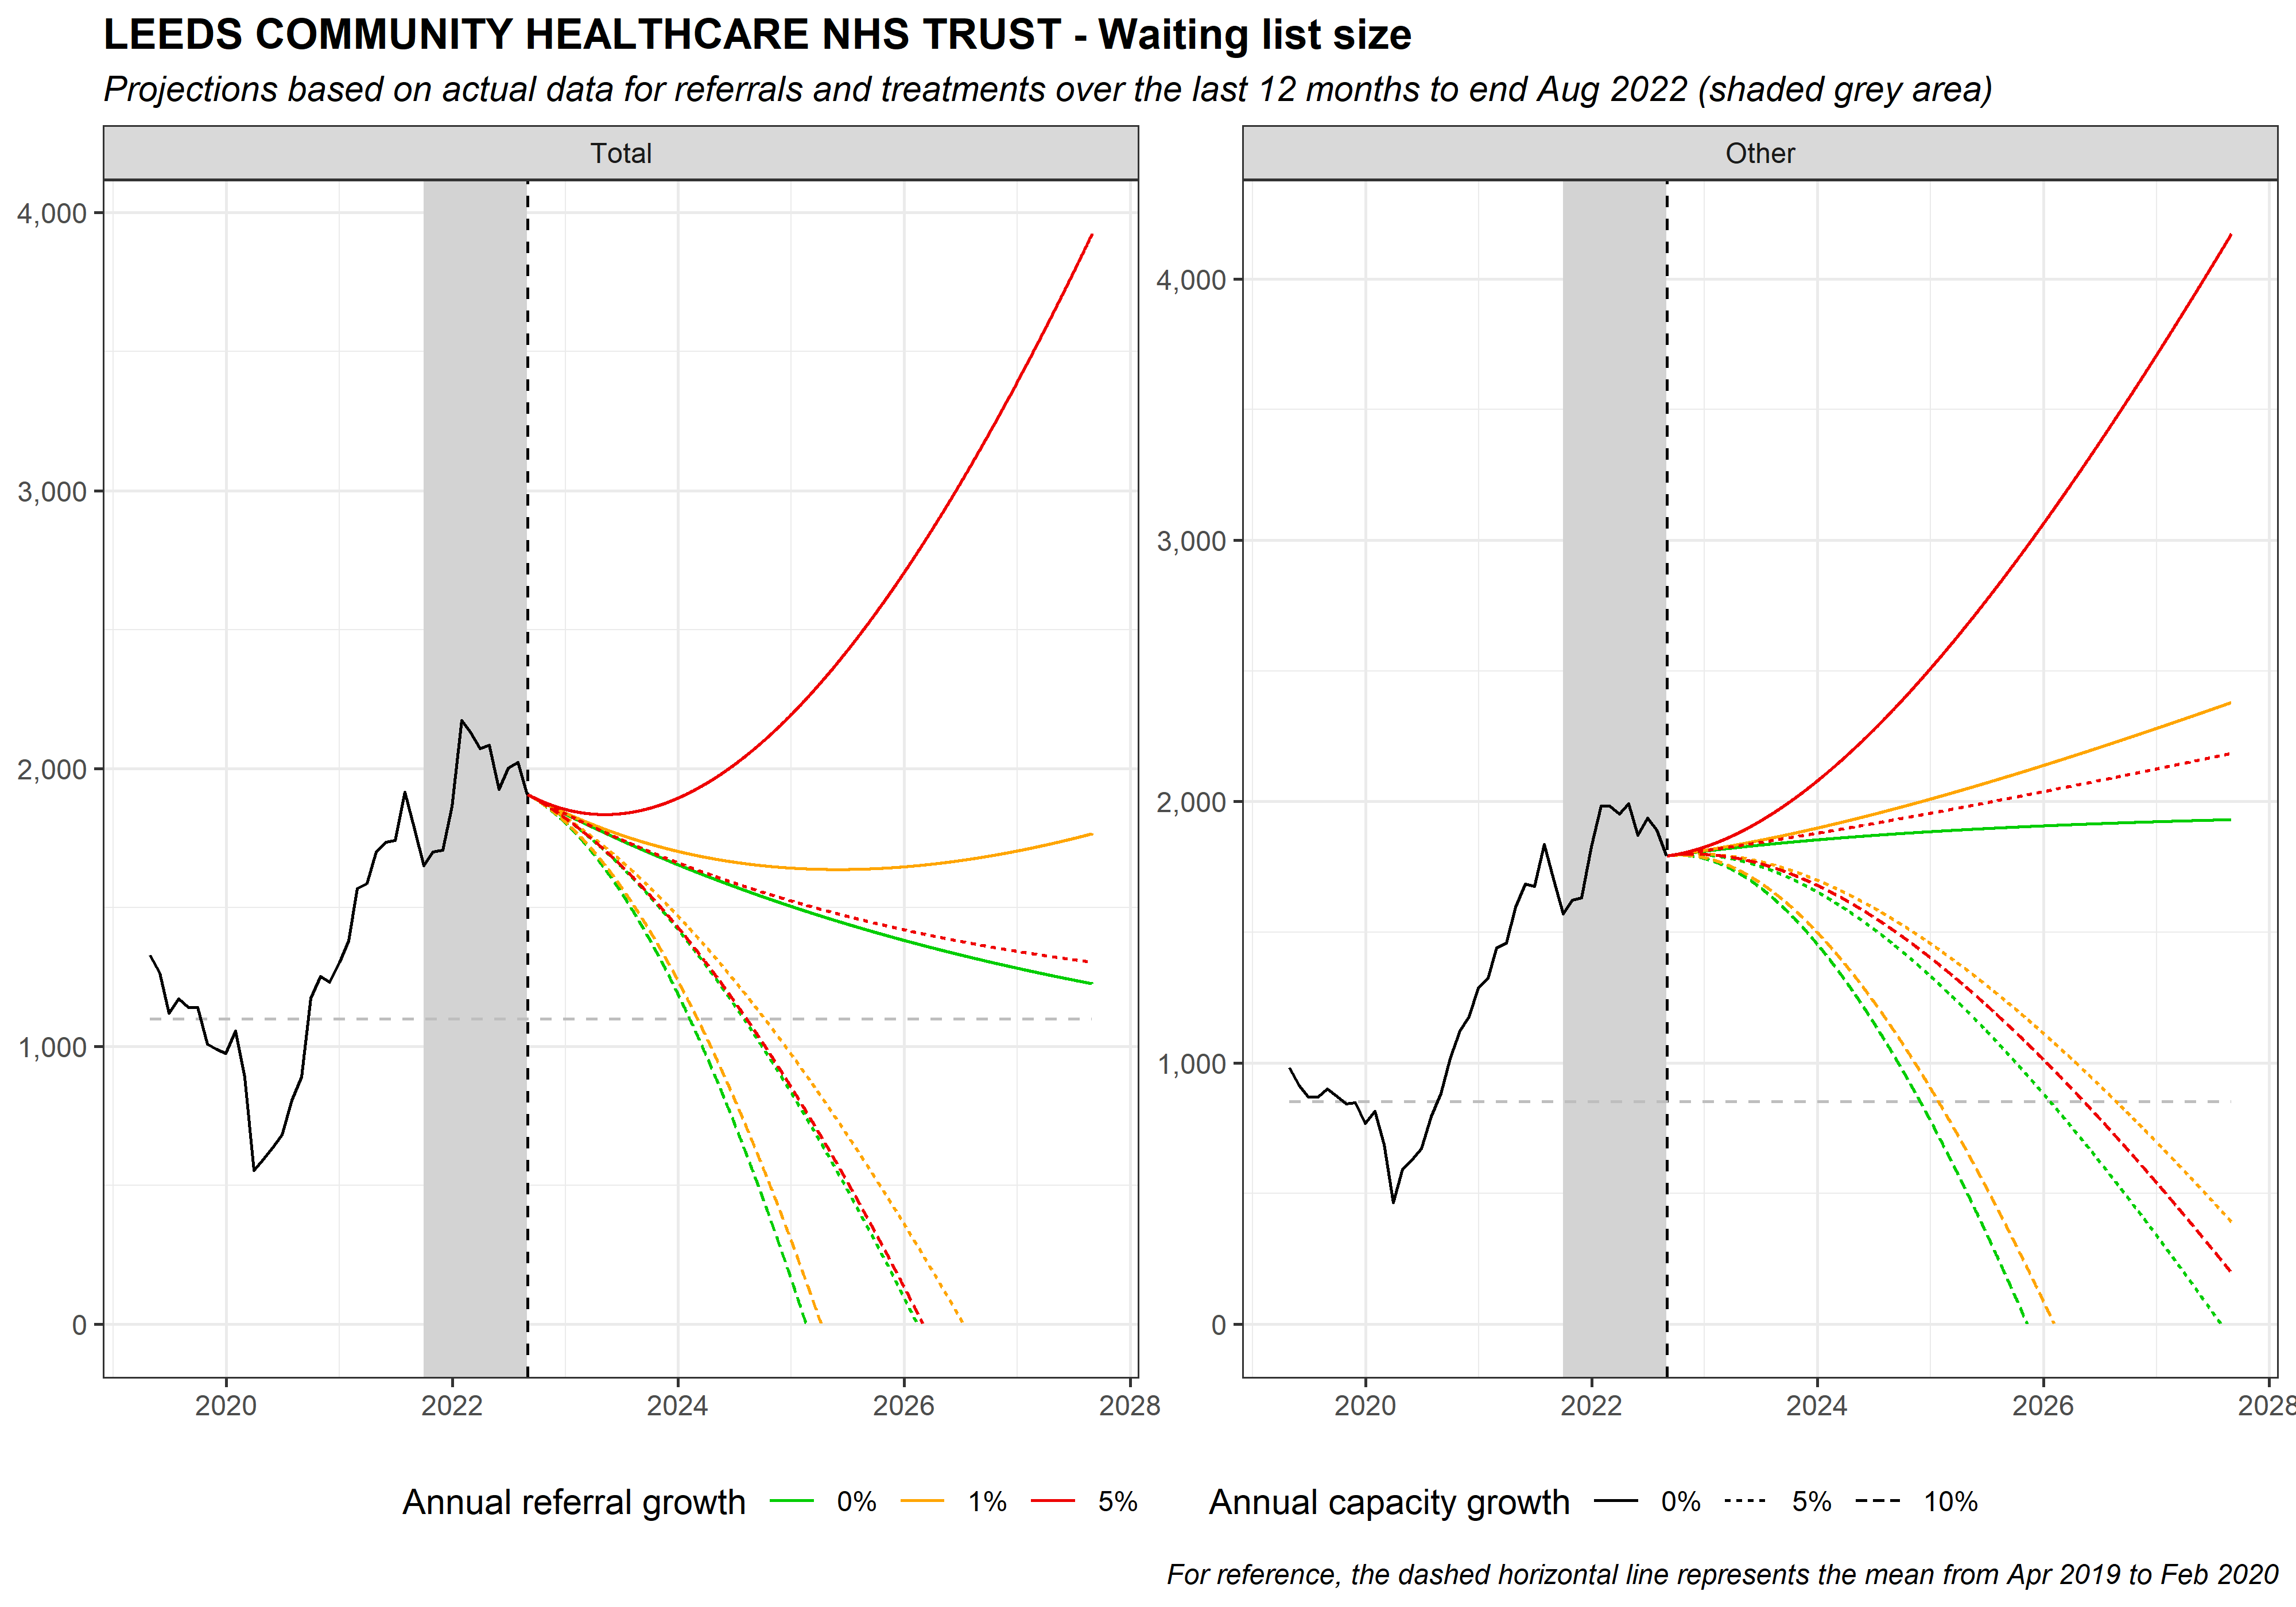 LEEDS COMMUNITY HEALTHCARE NHS TRUST - Waiting list size
Projections based on actual data for referrals and treatments over the last 12 months to end Aug 2022 (shaded grey area)
Total
Other
4,000
3,000
2,000
1,000
0
4,000
3,000
2,000
1,000
0
2020 2022 2024 2026 2028
2020 2022 2024 2026 2028
Annual referral growth 0% 1% 5%
Annual capacity growth 0% 5% 10%
For reference, the dashed horizontal line represents the mean from Apr 2019 to Feb 2020